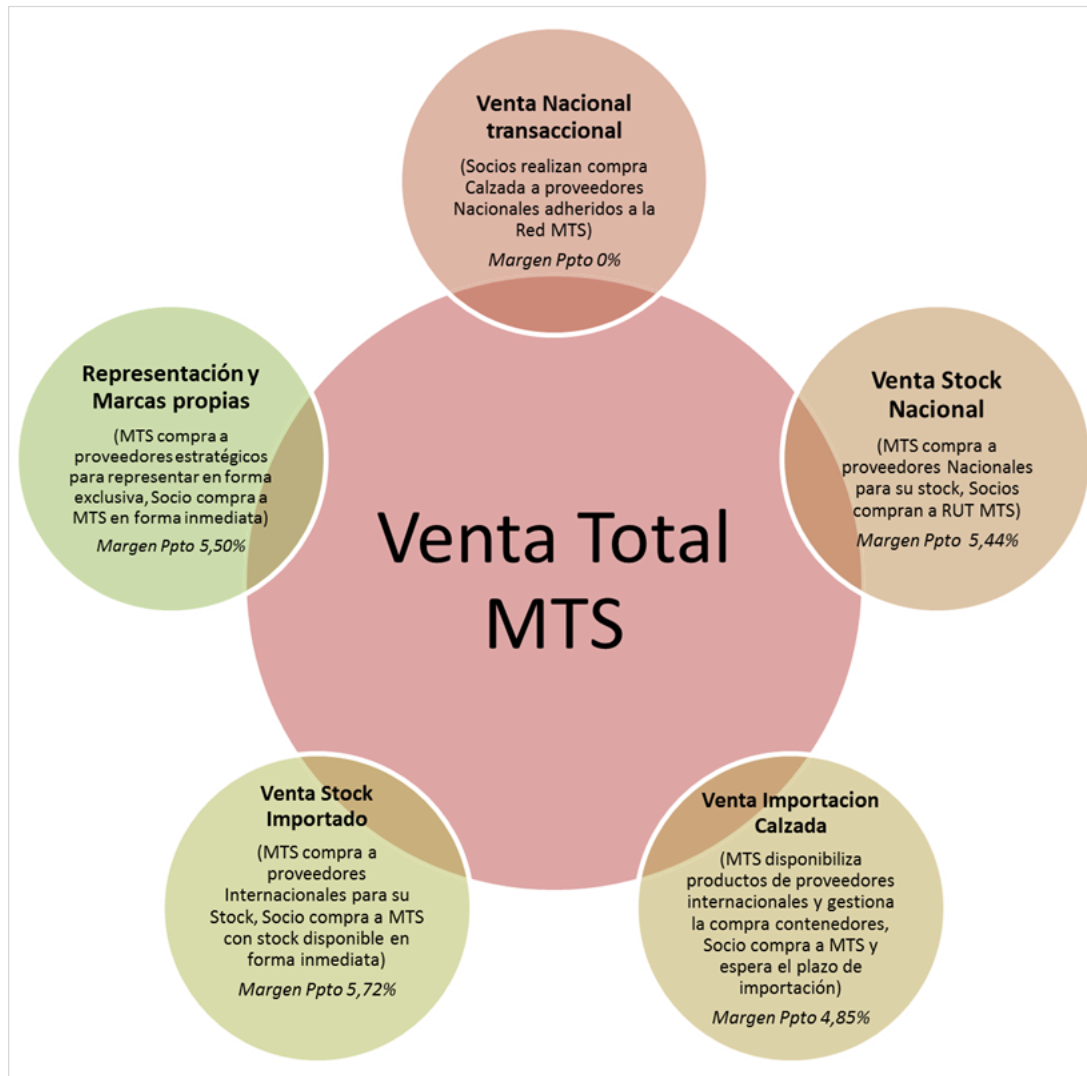 Venta Nacional
transaccional
(Socios realizan compra
Calzada a proveedores
Nacionales adheridos a la
Red MTS)
Margen Ppto 0%
Representación y
Marcas propias
(MTS compra a
proveedores estratégicos
para representar en forma
exclusiva, Socio compra a
MTS en forma inmediata)
Margen Ppto 5,50%
Venta Stock
Nacional
(MTS compra a
proveedores Nacionales
para su stock, Socios
compran a RUT MTS)
Margen Ppto 5,44%
Venta Total
MTS
Venta Stock
Importado
(MTS compra a
proveedores
Internacionales para su
Stock, Socio compra a MTS
con stock disponible en
forma inmediata)
Margen Ppto 5,72%
Venta Importacion
Calzada
(MTS disponibiliza
productos de proveedores
internacionales y gestiona
la compra contenedores,
Socio compra a MTS y
espera el plazo de
importación)
Margen Ppto 4,85%